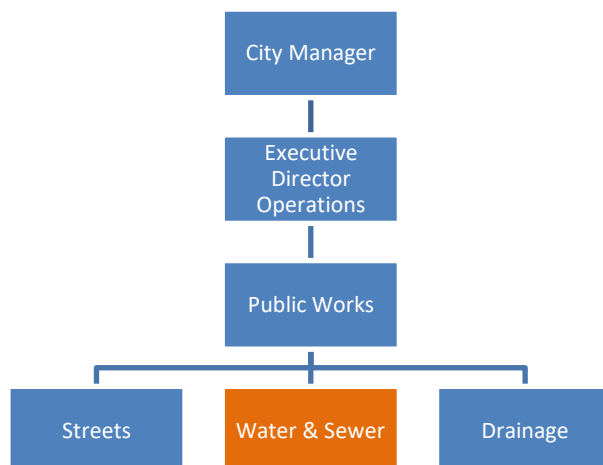 City Manager
Executive
Director
Operations
Public Works
Streets
Water & Sewer
Drainage